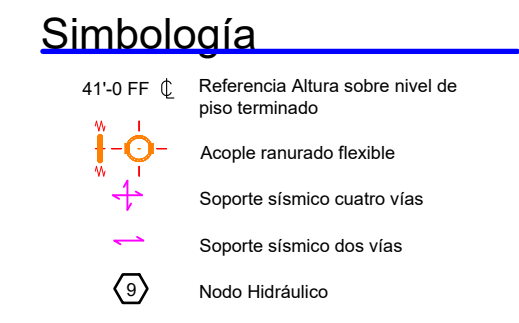 Simbología
41'-0 FF ℄ Referencia Altura sobre nivel de
piso terminado
Acople ranurado flexible
Soporte sísmico cuatro vías
Soporte sísmico dos vías
9 Nodo Hidráulico